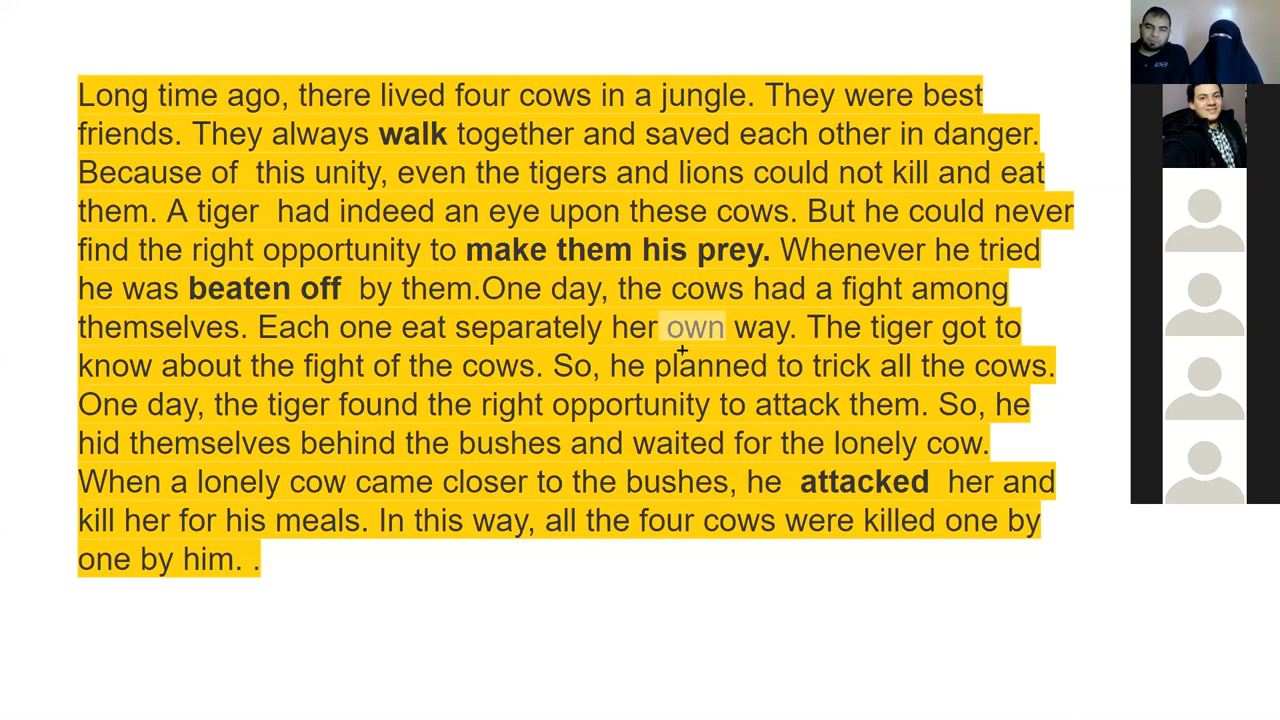 Long time ago, there lived four cows in a jungle. They were best
friends. They always walk together and saved each other in danger.
Because of this unity, even the tigers and lions could not kill and eat
them. A tiger had indeed an eye upon these cows. But he could never
find the right opportunity to make them his prey. Whenever he tried
he was beaten off by them.One day, the cows had a fight among
themselves. Each one eat separately her own way. The tiger got to
know about the fight of the cows. So, he planned to trick all the cows.
One day, the tiger found the right opportunity to attack them. So, he
hid themselves behind the bushes and waited for the lonely cow.
When a lonely cow came closer to the bushes, he attacked her and
kill her for his meals. In this way, all the four cows were killed one by
one by him. .